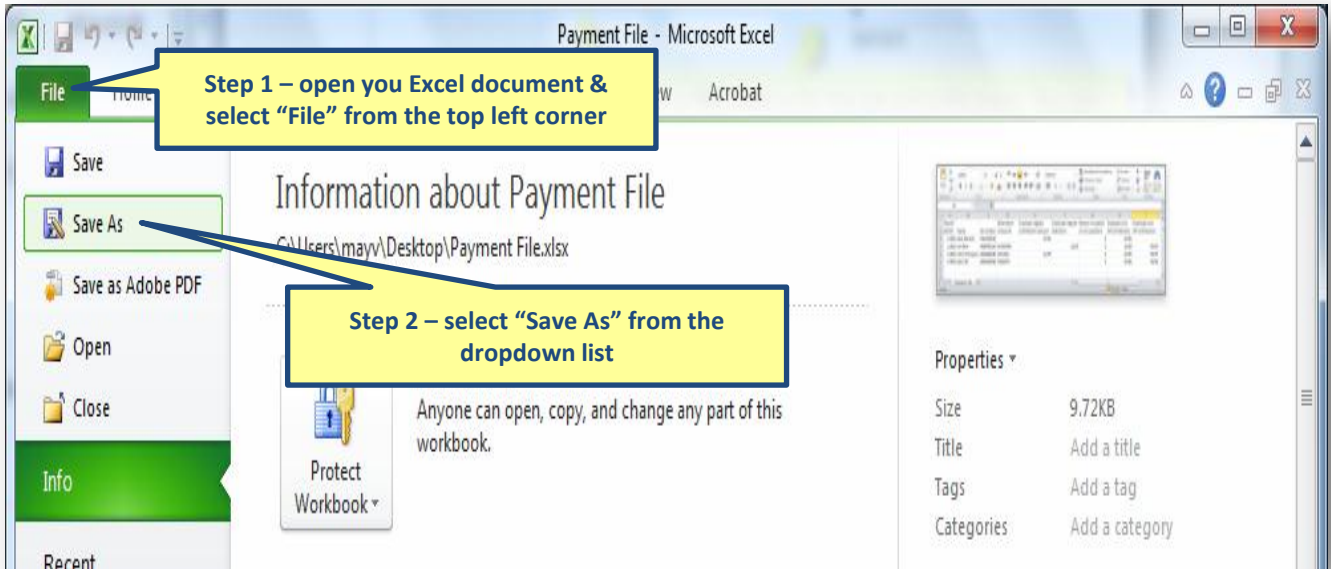 Payment File - Microsoft Excel
Step 1 – open you Excel document &
select “File” from the top left corner
File
Acrobat
Save
Save As
Save as Adobe PDF
Open
Close
Info
Recent
Information about Payment File
C:\Users\mayv\Desktop\Payment File.xlsx
Step 2 – select “Save As” from the
dropdown list
Anyone can open, copy, and change any part of this
workbook.
Protect
Workbook
Properties
Size 9.72KB
Title Add a title
Tags Add a tag
Categories Add a category